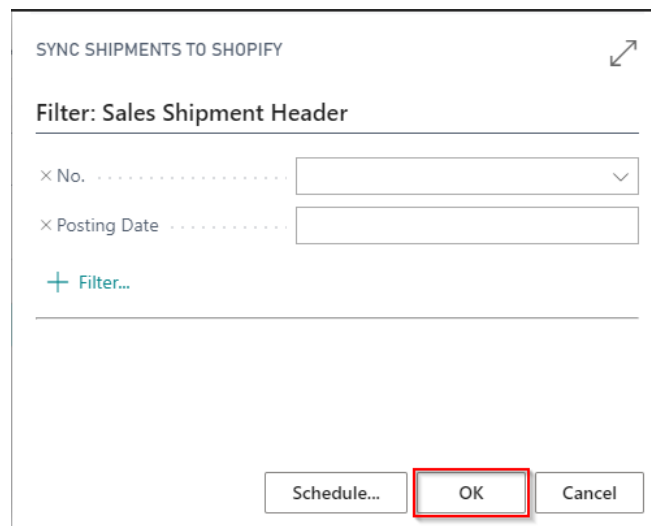 SYNC SHIPMENTS TO SHOPIFY
Filter: Sales Shipment Header
No.
Posting Date
Filter...
Schedule... OK Cancel